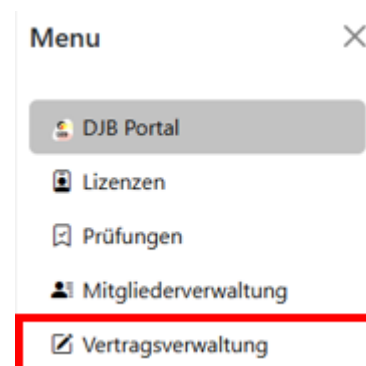 Menu
DJB Portal
Lizenzen
Prüfungen
Mitgliederverwaltung
Vertragsverwaltung